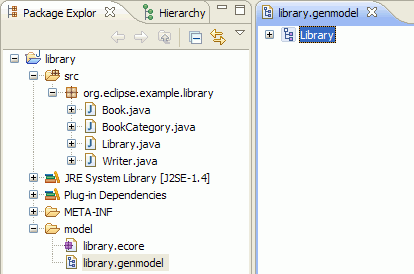 Package Explor
Hierarchy
library
src
org.eclipse.example.library
Book.java
BookCategory.java
Library.java
Writer.java
JRE System Library [J2SE-1.4]
Plug-in Dependencies
META-INF
model
library.ecore
library.genmodel
library.genmodel
Library